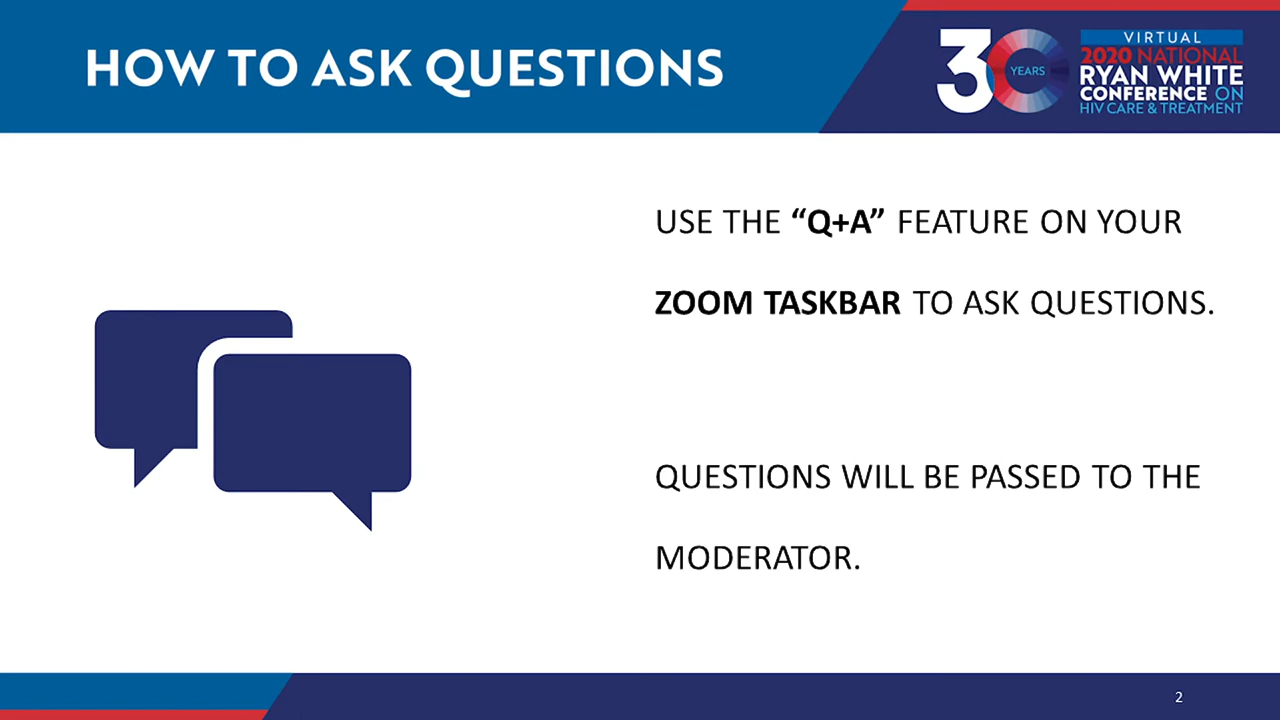 HOW TO ASK QUESTIONS
30 YEARS
VIRTUAL
2020 NATIONAL
RYAN WHITE
CONFERENCE ON
HIV CARE & TREATMENT
USE THE “Q+A” FEATURE ON YOUR
ZOOM TASKBAR TO ASK QUESTIONS.
QUESTIONS WILL BE PASSED TO THE
MODERATOR.
2